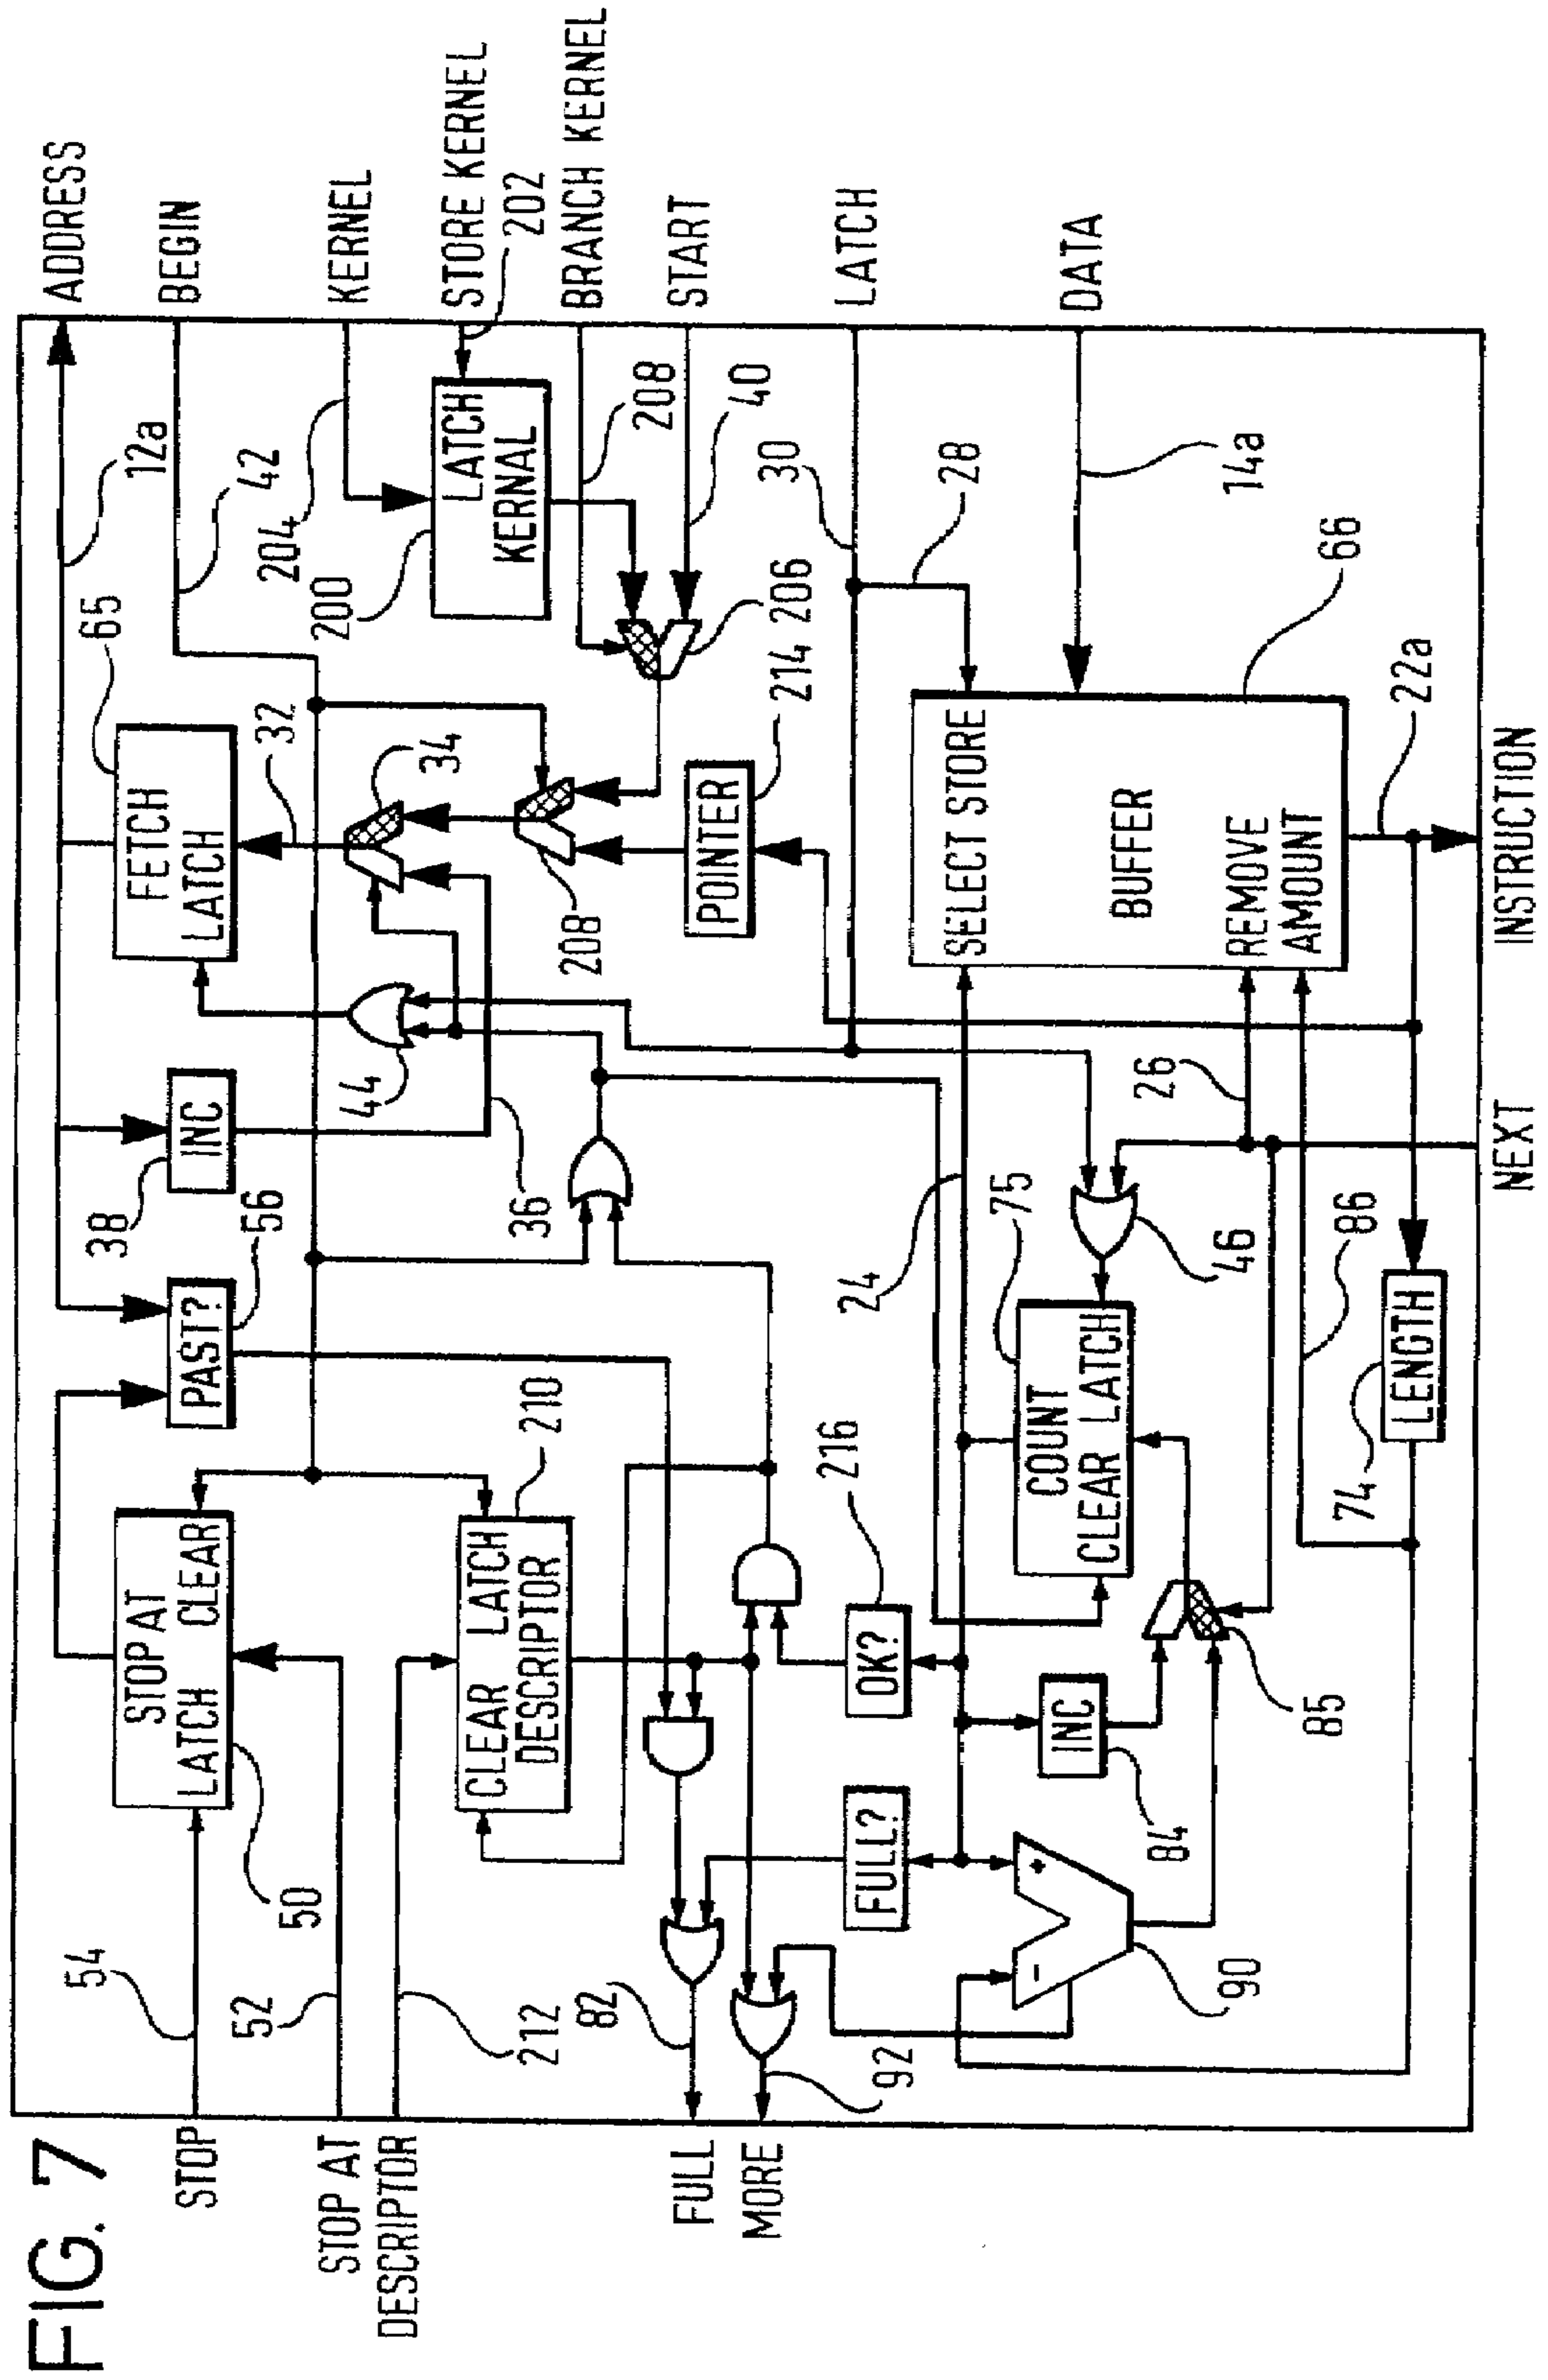 FIG. 7
STOP
STOP AT
DESCRIPTOR
FULL
MORE
54
52
212
82
92
50
STOP AT
LATCH CLEAR
CLEAR LATCH
DESCRIPTOR
210
PAST?
56
INC
38
FETCH
LATCH
65
12a
42
ADDRESS
BEGIN
KERNEL
STORE KERNEL
202
BRANCH KERNEL
START
LATCH
DATA
204
200
LATCH
KERNAL
208
40
206
32
34
208
POINTER
214
44
36
30
28
14a
SELECT STORE
BUFFER
REMOVE
AMOUNT
66
22a
INSTRUCTION
26
NEXT
24
75
COUNT
CLEAR LATCH
46
86
LENGTH
74
216
OK?
FULL?
INC
84
85
-
+
90